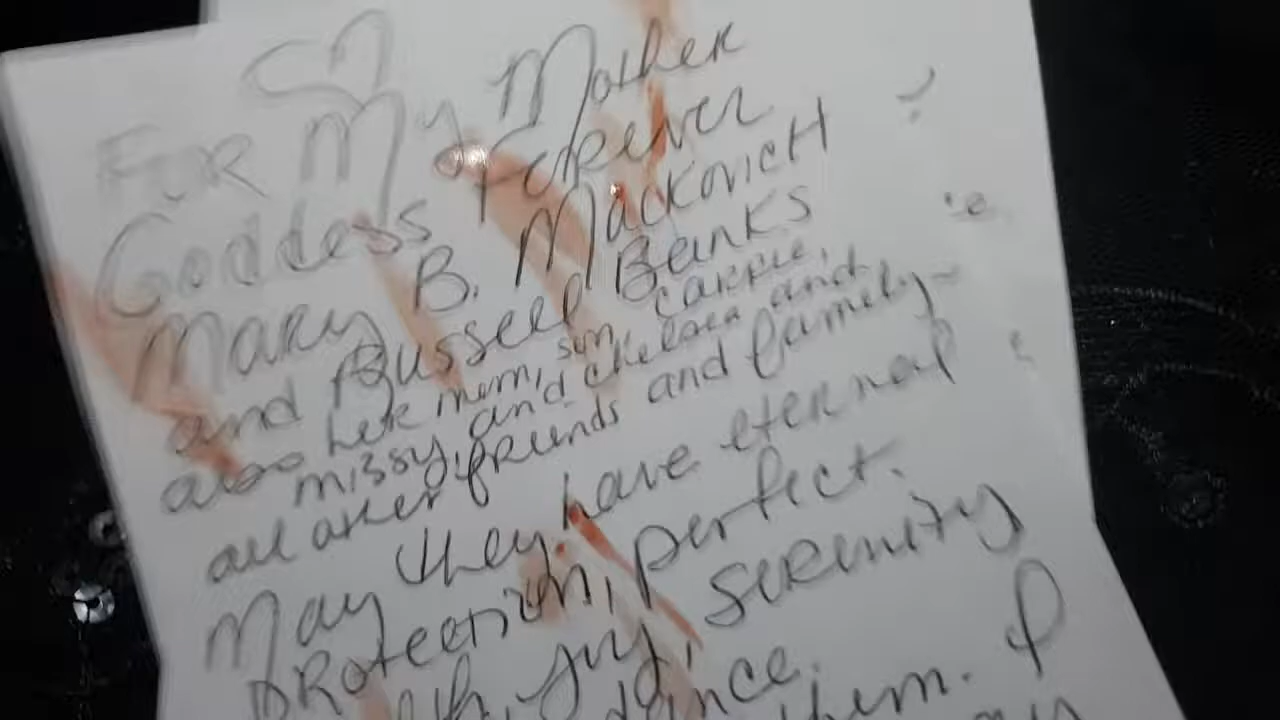 FOR My Mother
Goddess Forever
Mary B. Mackovich
and Russell Banks
also her mom, son, carrie,
missy, and chelsea and
all other friends and family-
May they have eternal
protection, perfect.
joy, serenity
them. I